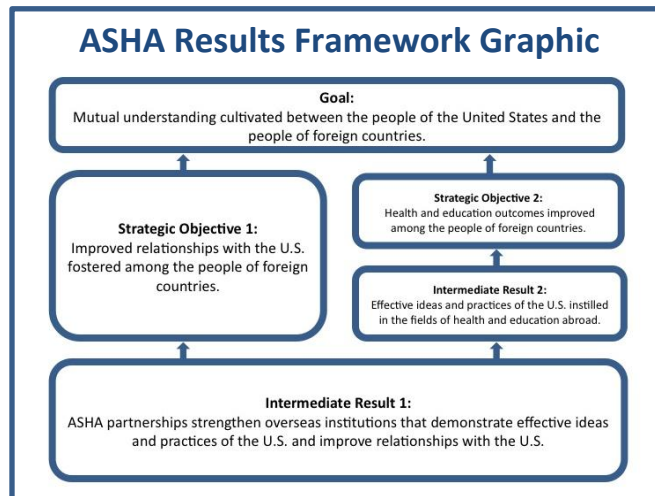 ASHA Results Framework Graphic
Goal:
Mutual understanding cultivated between the people of the United States and the
people of foreign countries.
Strategic Objective 1:
Improved relationships with the U.S.
fostered among the people of foreign
countries.
Strategic Objective 2:
Health and education outcomes improved
among the people of foreign countries.
Intermediate Result 2:
Effective ideas and practices of the U.S. instilled
in the fields of health and education abroad.
Intermediate Result 1:
ASHA partnerships strengthen overseas institutions that demonstrate effective ideas
and practices of the U.S. and improve relationships with the U.S.